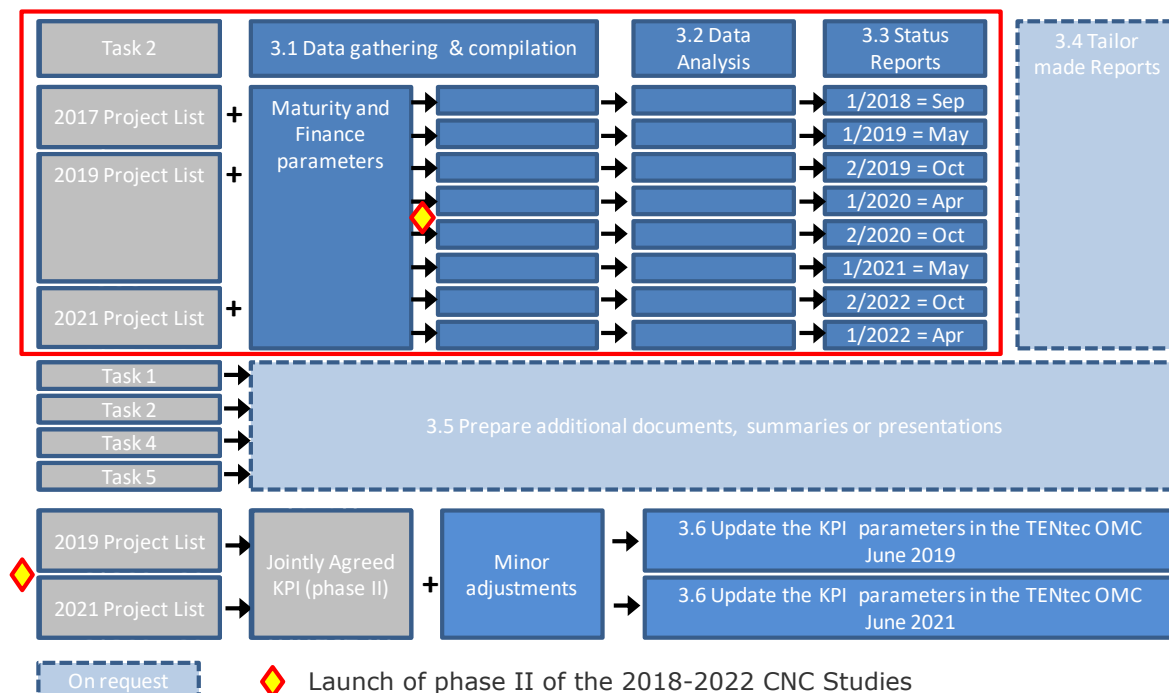 Task 2
3.1 Data gathering & compilation
3.2 Data
Analysis
3.3 Status
Reports
3.4 Tailor
made Reports
2017 Project List
+
Maturity and
Finance
parameters
1/2018 = Sep
1/2019 = May
2019 Project List
+
2/2019 = Oct
1/2020 = Apr
2/2020 = Oct
1/2021 = May
2021 Project List
+
2/2022 = Oct
1/2022 = Apr
Task 1
Task 2
Task 4
Task 5
3.5 Prepare additional documents, summaries or presentations
2019 Project List
2021 Project List
Jointly Agreed
KPI (phase II)
+
Minor
adjustments
3.6 Update the KPI parameters in the TENtec OMC
June 2019
3.6 Update the KPI parameters in the TENtec OMC
June 2021
On request
Launch of phase II of the 2018-2022 CNC Studies